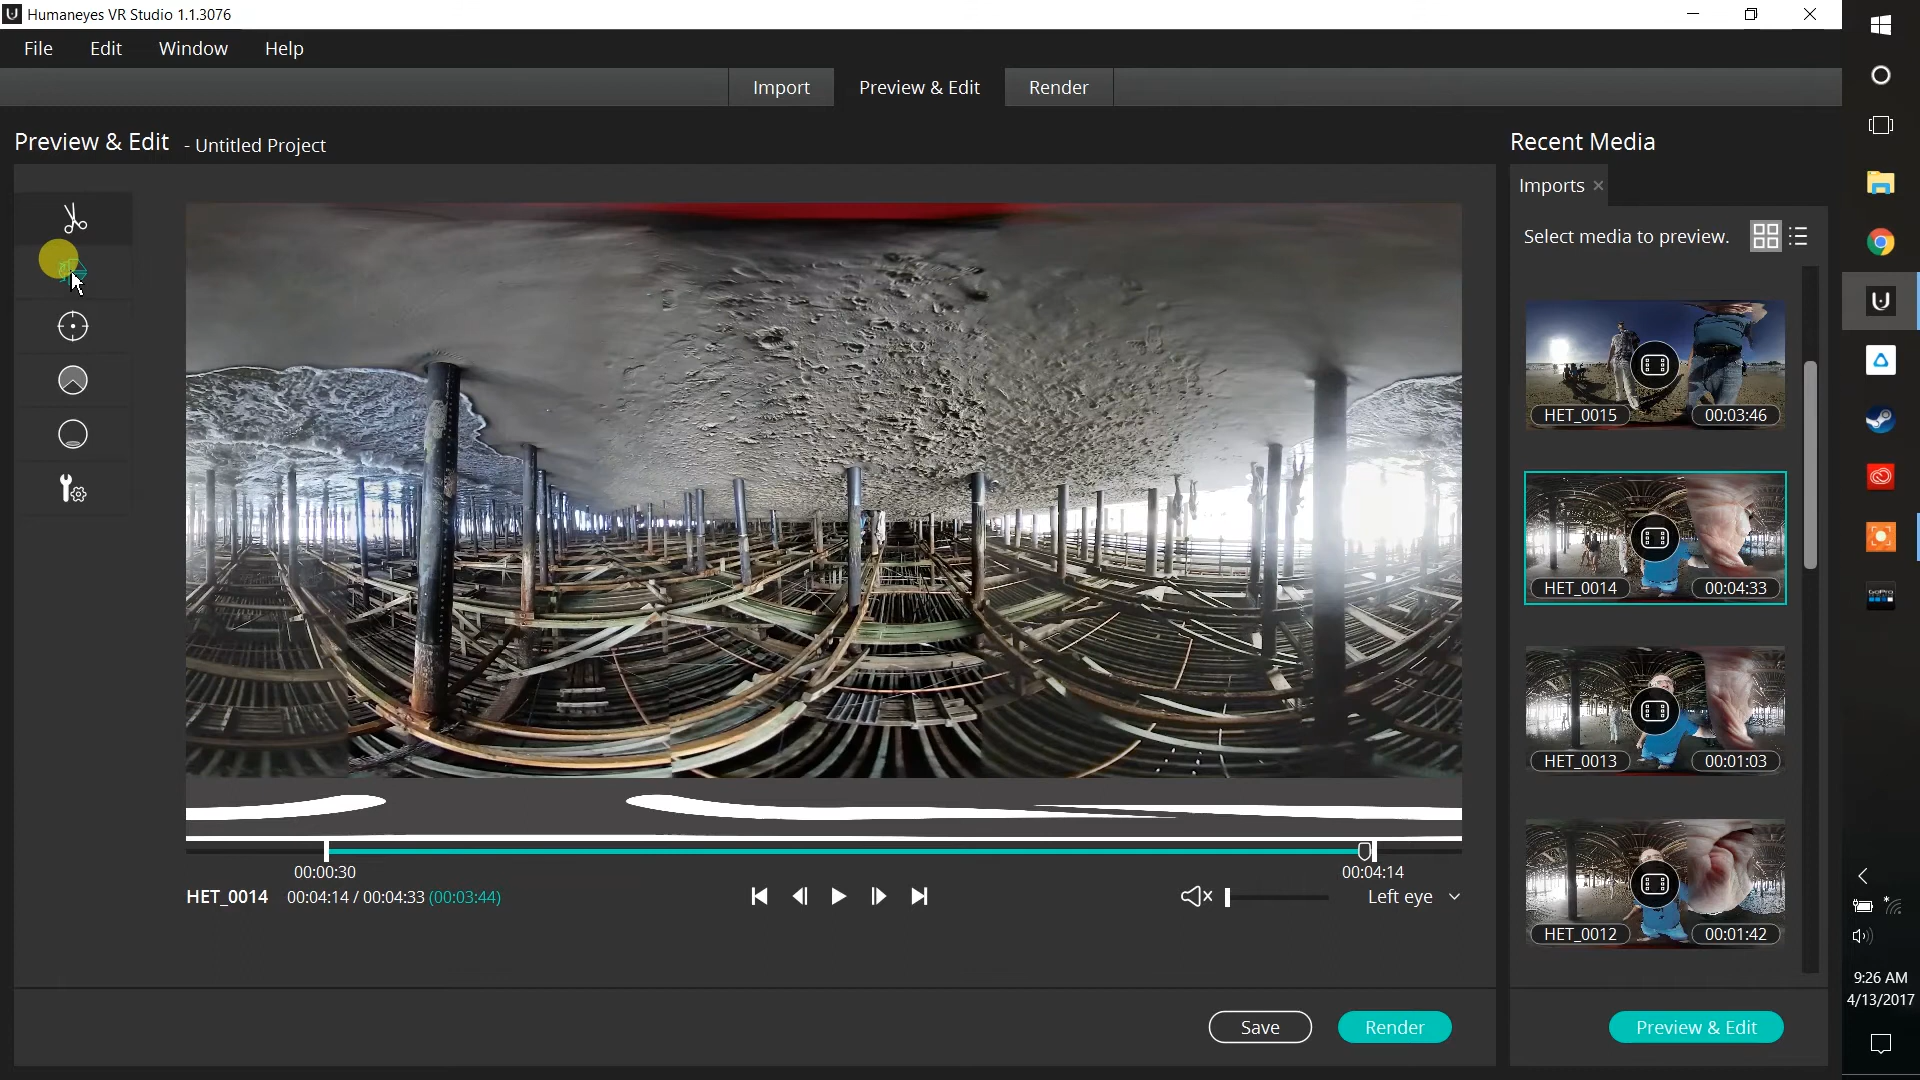 Humaneyes VR Studio 1.1.3076
File Edit Window Help
Import Preview & Edit Render
Preview & Edit - Untitled Project
Recent Media
Imports
Select media to preview.
HET_0015 00:03:46
HET_0014 00:04:33
HET_0013 00:01:03
HET_0012 00:01:42
00:00:30 00:04:14
HET_0014 00:04:14 / 00:04:33 (00:03:44)
Left eye
Save Render
Preview & Edit
GoPro
9:26 AM
4/13/2017